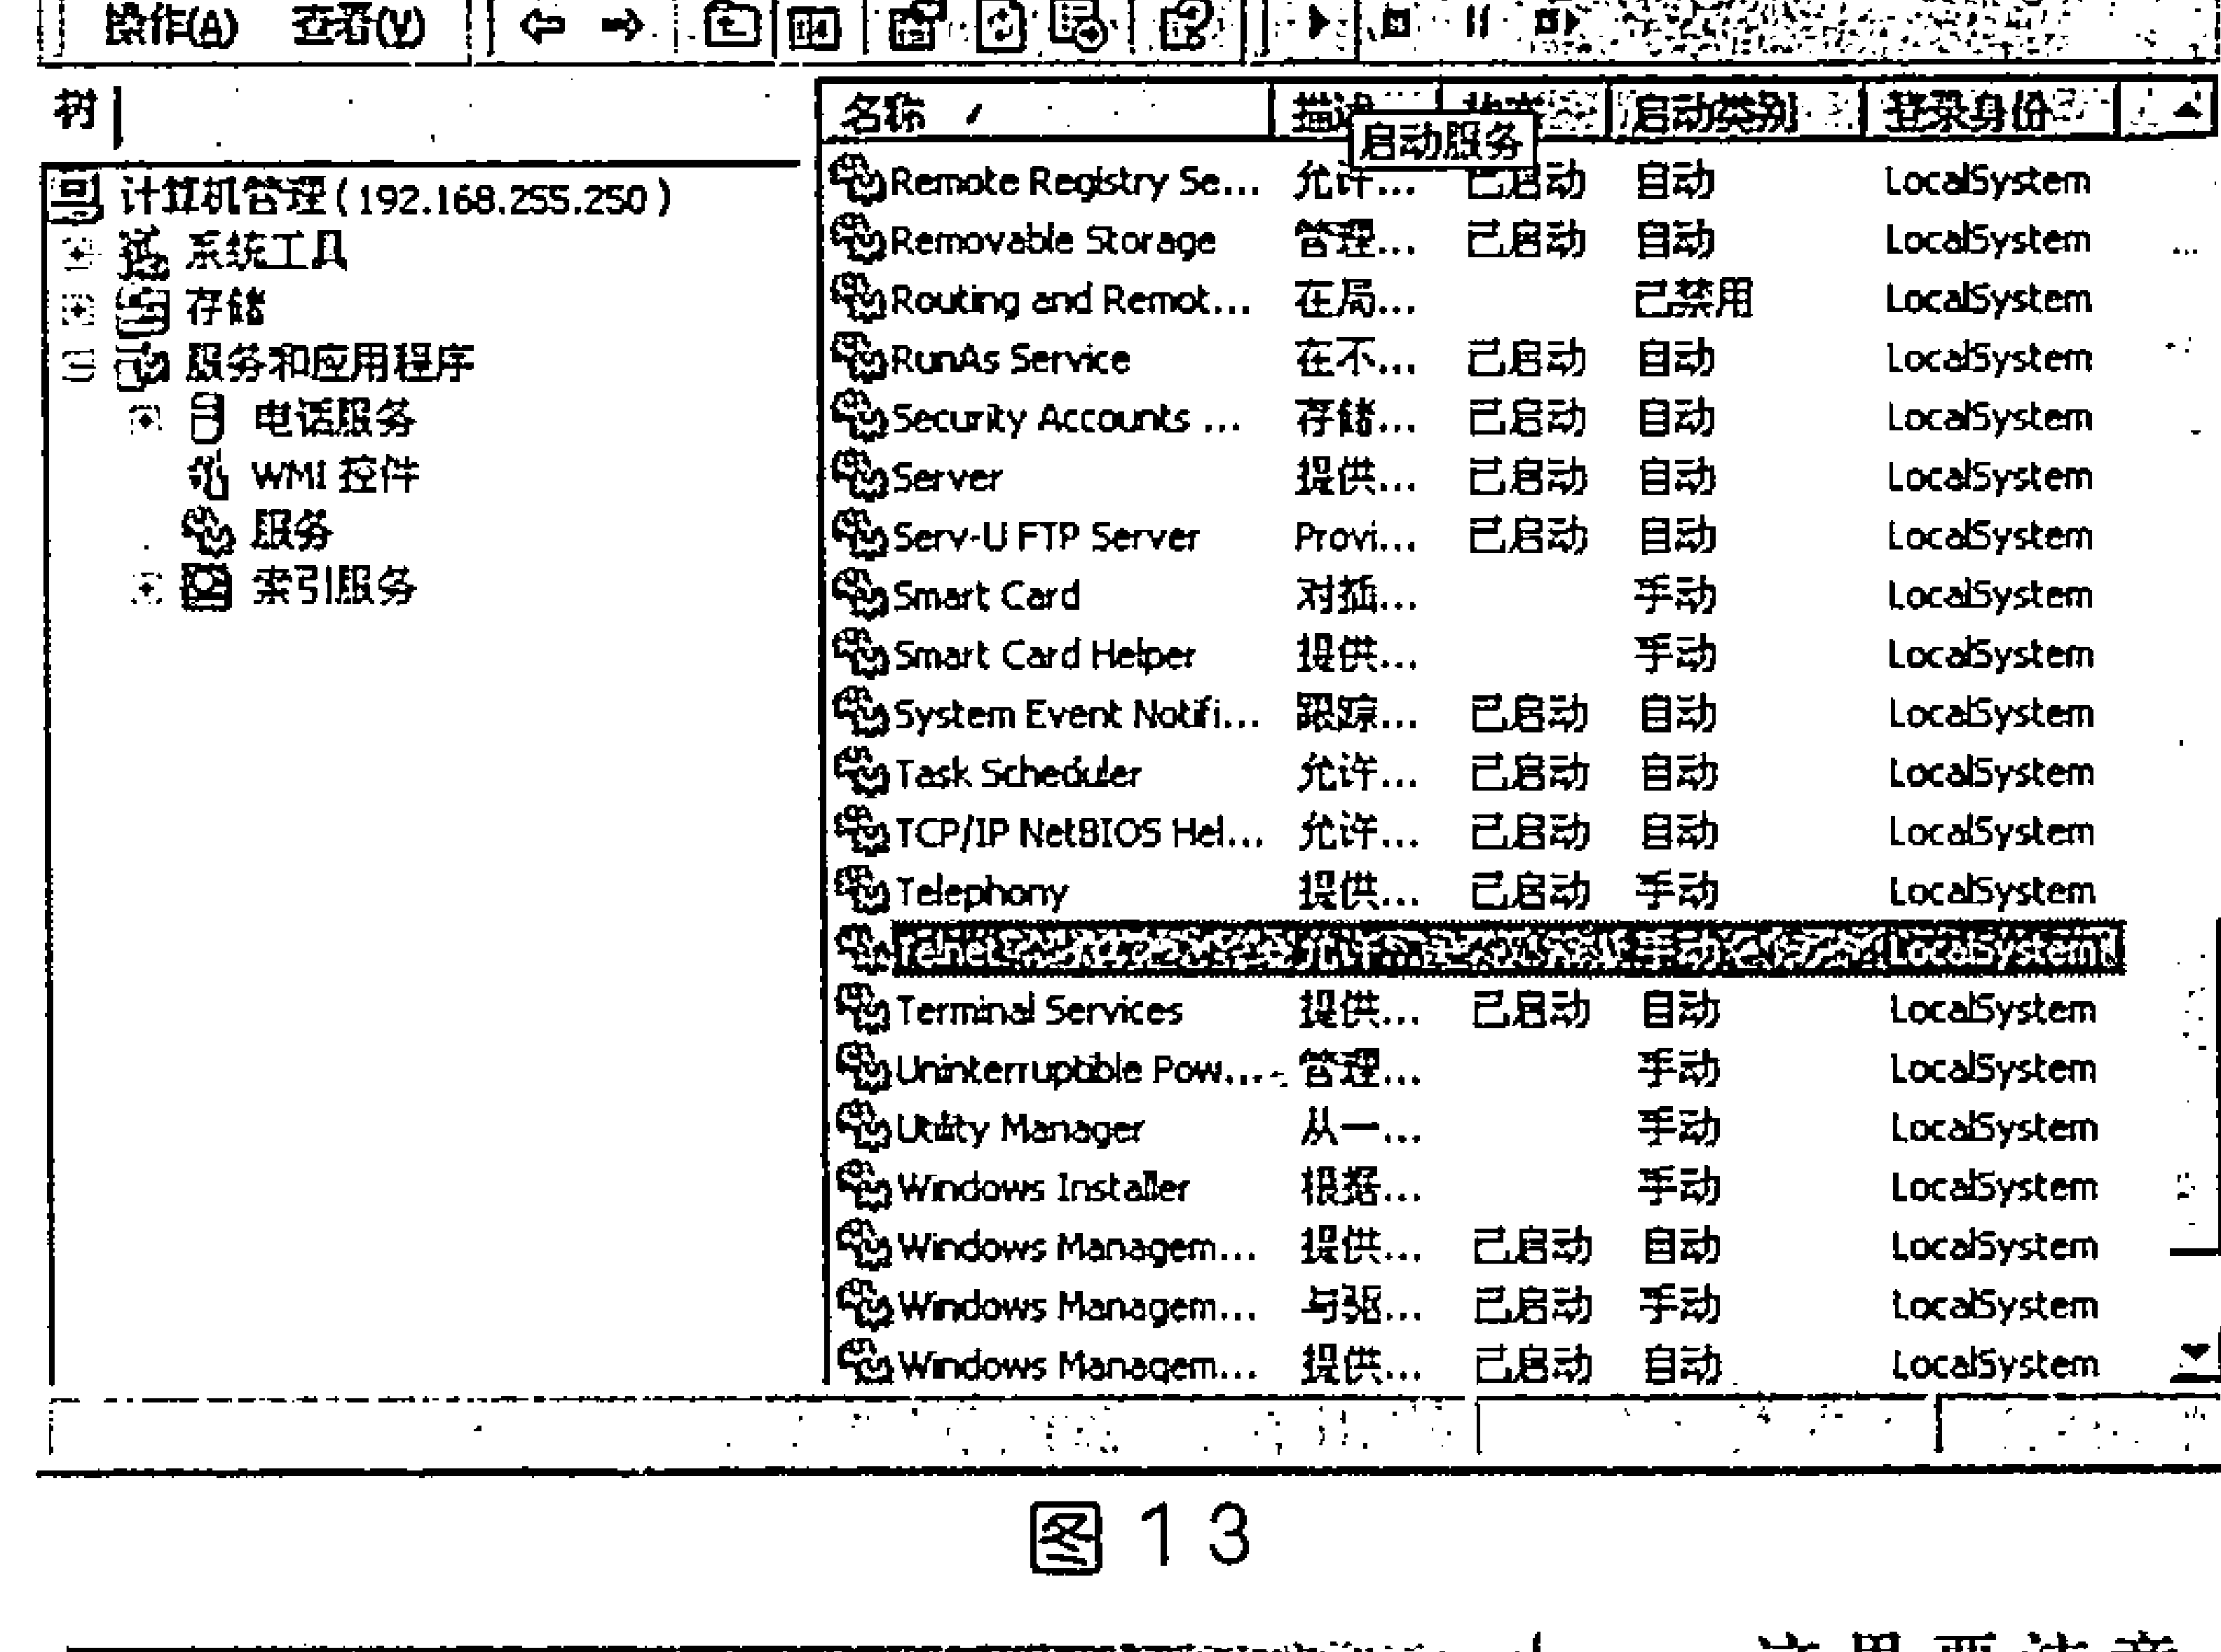 操作(A) 查看(V)
树
名称 描述 启动类别 登录身份
启动服务
计算机管理(192.168.255.250)
系统工具
存储
服务和应用程序
电话服务
WMI 控件
服务
索引服务
Remote Registry Se... 允许... 已启动 自动 LocalSystem
Removable Storage 管理... 已启动 自动 LocalSystem
Routing and Remot... 在局... 已禁用 LocalSystem
RunAs Service 在不... 已启动 自动 LocalSystem
Security Accounts ... 存储... 已启动 自动 LocalSystem
Server 提供... 已启动 自动 LocalSystem
Serv-U FTP Server Provi... 已启动 自动 LocalSystem
Smart Card 对插... 手动 LocalSystem
Smart Card Helper 提供... 手动 LocalSystem
System Event Notifi... 跟踪... 已启动 自动 LocalSystem
Task Scheduler 允许... 已启动 自动 LocalSystem
TCP/IP NetBIOS Hel... 允许... 已启动 自动 LocalSystem
Telephony 提供... 已启动 手动 LocalSystem
Telnet 允许... 手动 LocalSystem
Terminal Services 提供... 已启动 自动 LocalSystem
Uninterruptible Pow... 管理... 手动 LocalSystem
Utility Manager 从一... 手动 LocalSystem
Windows Installer 根据... 手动 LocalSystem
Windows Managem... 提供... 已启动 自动 LocalSystem
Windows Managem... 与驱... 已启动 手动 LocalSystem
Windows Managem... 提供... 已启动 自动 LocalSystem
图13